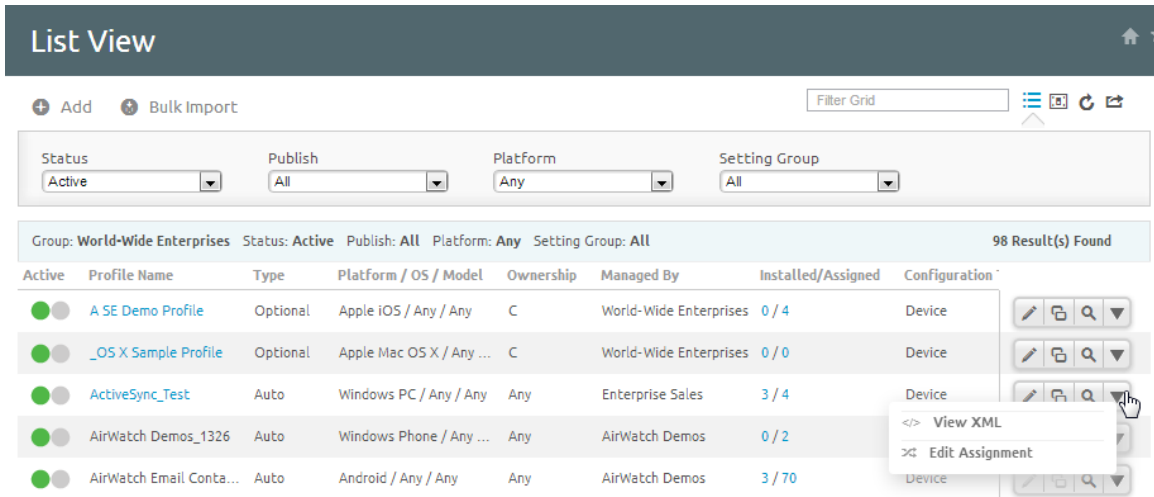 List View
Add Bulk Import Filter Grid
Status Publish Platform Setting Group
Active All Any All
Group: World-Wide Enterprises Status: Active Publish: All Platform: Any Setting Group: All 98 Result(s) Found
Active Profile Name Type Platform / OS / Model Ownership Managed By Installed/Assigned Configuration
A SE Demo Profile Optional Apple iOS / Any / Any C World-Wide Enterprises 0 / 4 Device
_OS X Sample Profile Optional Apple Mac OS X / Any ... C World-Wide Enterprises 0 / 0 Device
ActiveSync_Test Auto Windows PC / Any / Any Any Enterprise Sales 3 / 4 Device
</> View XML
AirWatch Demos_1326 Auto Windows Phone / Any ... Any AirWatch Demos 0 / 2
Edit Assignment
AirWatch Email Conta... Auto Android / Any / Any Any AirWatch Demos 3 / 70 Device